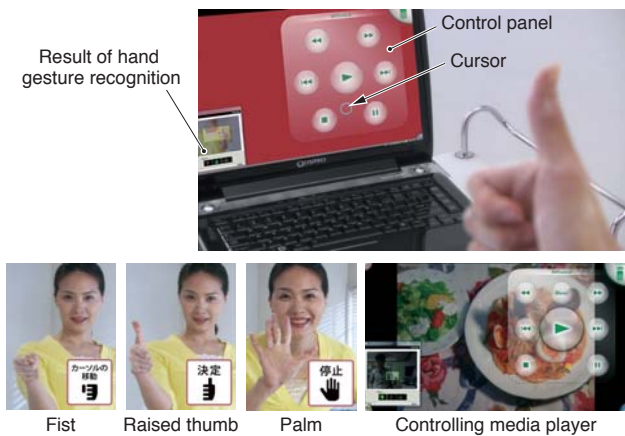 Control panel
Cursor
Result of hand
gesture recognition
QOSMIO
カーソルの
移動
決定
停止
Fist
Raised thumb
Palm
Controlling media player